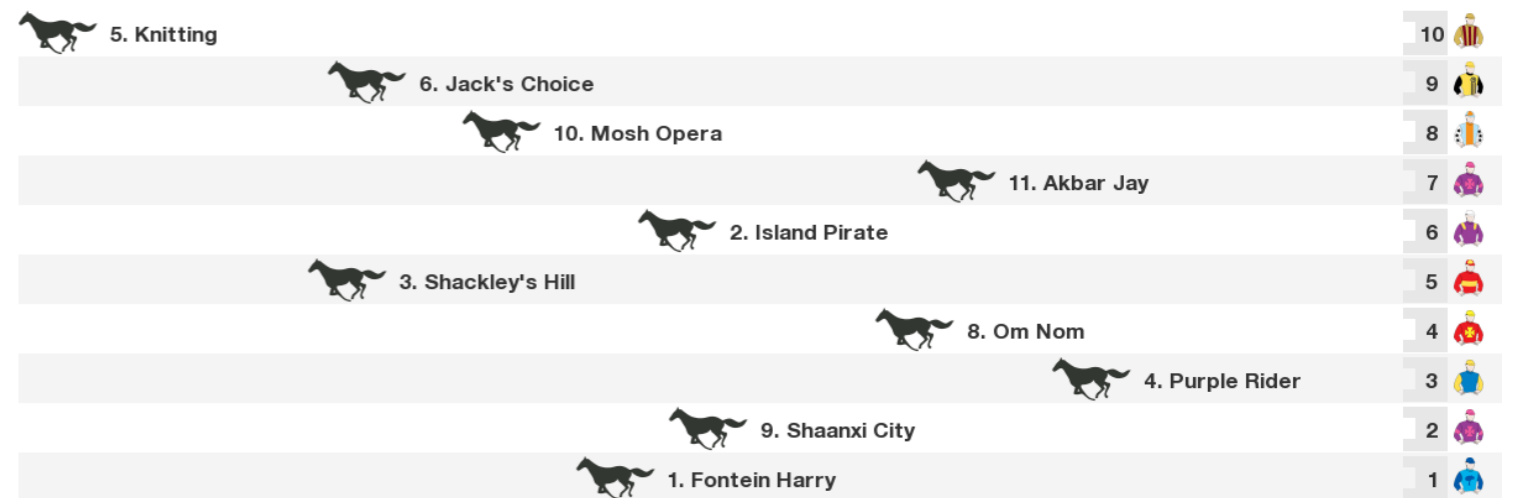 5. Knitting 10
6. Jack's Choice 9
10. Mosh Opera 8
11. Akbar Jay 7
2. Island Pirate 6
3. Shackley's Hill 5
8. Om Nom 4
4. Purple Rider 3
9. Shaanxi City 2
1. Fontein Harry 1